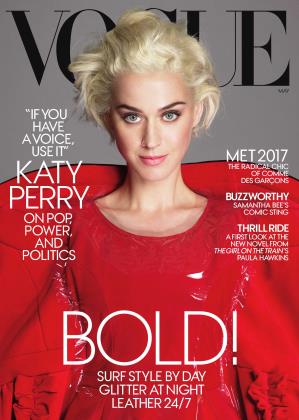 VOGUE
MAY
"IF YOU
HAVE
A VOICE,
USE IT"
KATY
PERRY
ON POP,
POWER,
AND
POLITICS
MET 2017
THE RADICAL CHIC
OF COMME
DES GARÇONS
BUZZWORTHY
SAMANTHA BEE'S
COMIC STING
THRILL RIDE
A FIRST LOOK AT THE
NEW NOVEL FROM
THE GIRL ON THE TRAIN'S
PAULA HAWKINS
BOLD!
SURF STYLE BY DAY
GLITTER AT NIGHT
LEATHER 24/7